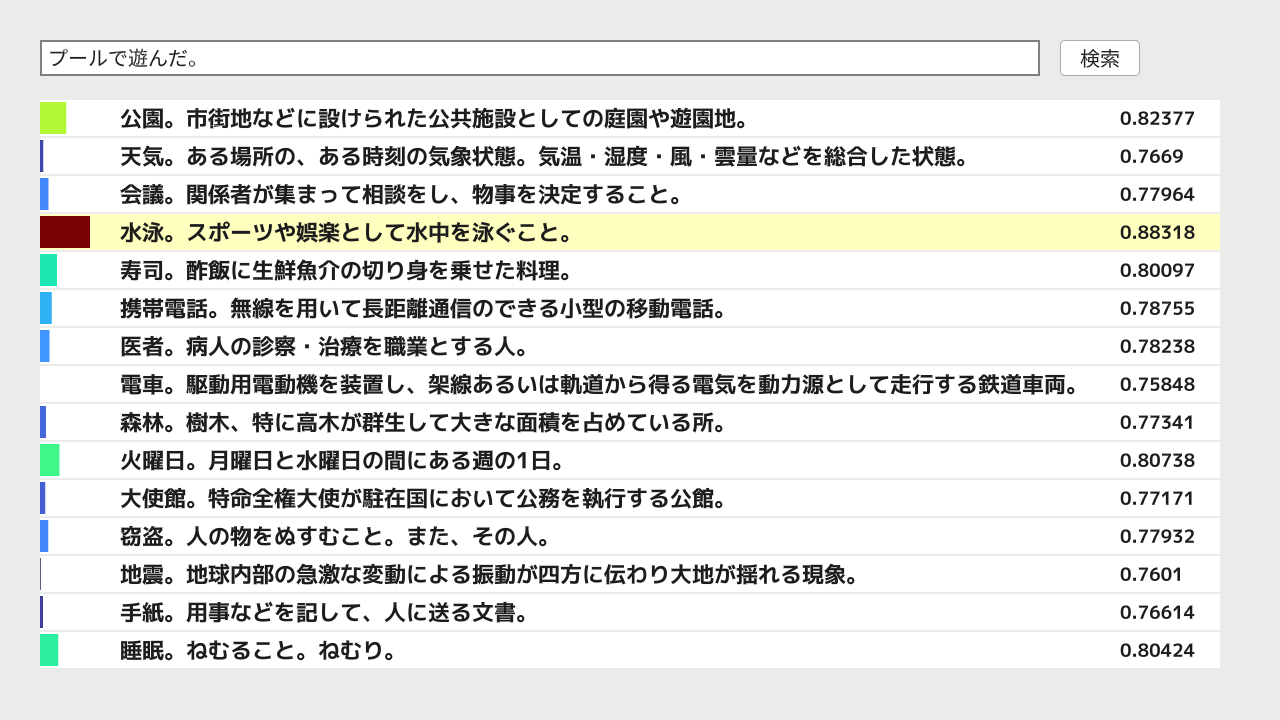 プールで遊んだ。 検索
公園。市街地などに設けられた公共施設としての庭園や遊園地。 0.82377
天気。ある場所の、ある時刻の気象状態。気温・湿度・風・雲量などを総合した状態。 0.7669
会議。関係者が集まって相談をし、物事を決定すること。 0.77964
水泳。スポーツや娯楽として水中を泳ぐこと。 0.88318
寿司。酢飯に生鮮魚介の切り身を乗せた料理。 0.80097
携帯電話。無線を用いて長距離通信のできる小型の移動電話。 0.78755
医者。病人の診察・治療を職業とする人。 0.78238
電車。駆動用電動機を装置し、架線あるいは軌道から得る電気を動力源として走行する鉄道車両。 0.75848
森林。樹木、特に高木が群生して大きな面積を占めている所。 0.77341
火曜日。月曜日と水曜日の間にある週の1日。 0.80738
大使館。特命全権大使が駐在国において公務を執行する公館。 0.77171
窃盗。人の物をぬすむこと。また、その人。 0.77932
地震。地球内部の急激な変動による振動が四方に伝わり大地が揺れる現象。 0.7601
手紙。用事などを記して、人に送る文書。 0.76614
睡眠。ねむること。ねむり。 0.80424